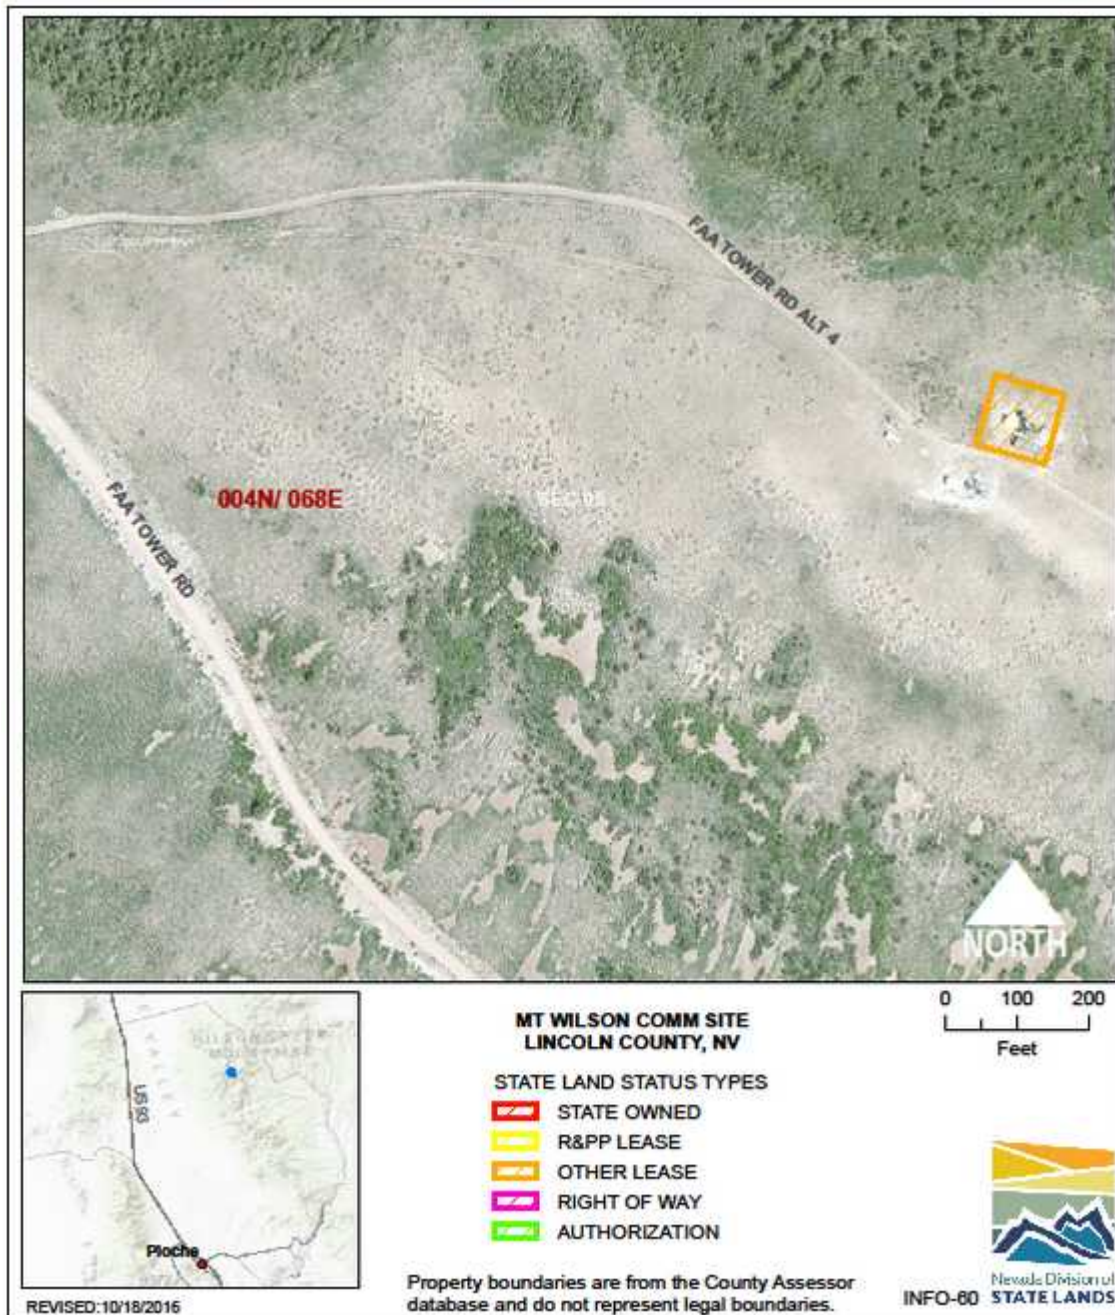 FAA TOWER RD ALT 4
004N/ 068E
FAA TOWER RD
NORTH
0 100 200
Feet
MT WILSON COMM SITE
LINCOLN COUNTY, NV
STATE LAND STATUS TYPES
STATE OWNED
R&PP LEASE
OTHER LEASE
RIGHT OF WAY
AUTHORIZATION
US 93
VALLEY
Pioche
Property boundaries are from the County Assessor
database and do not represent legal boundaries.
REVISED:10/18/2016
INFO-60
Nevada Division of
STATE LANDS